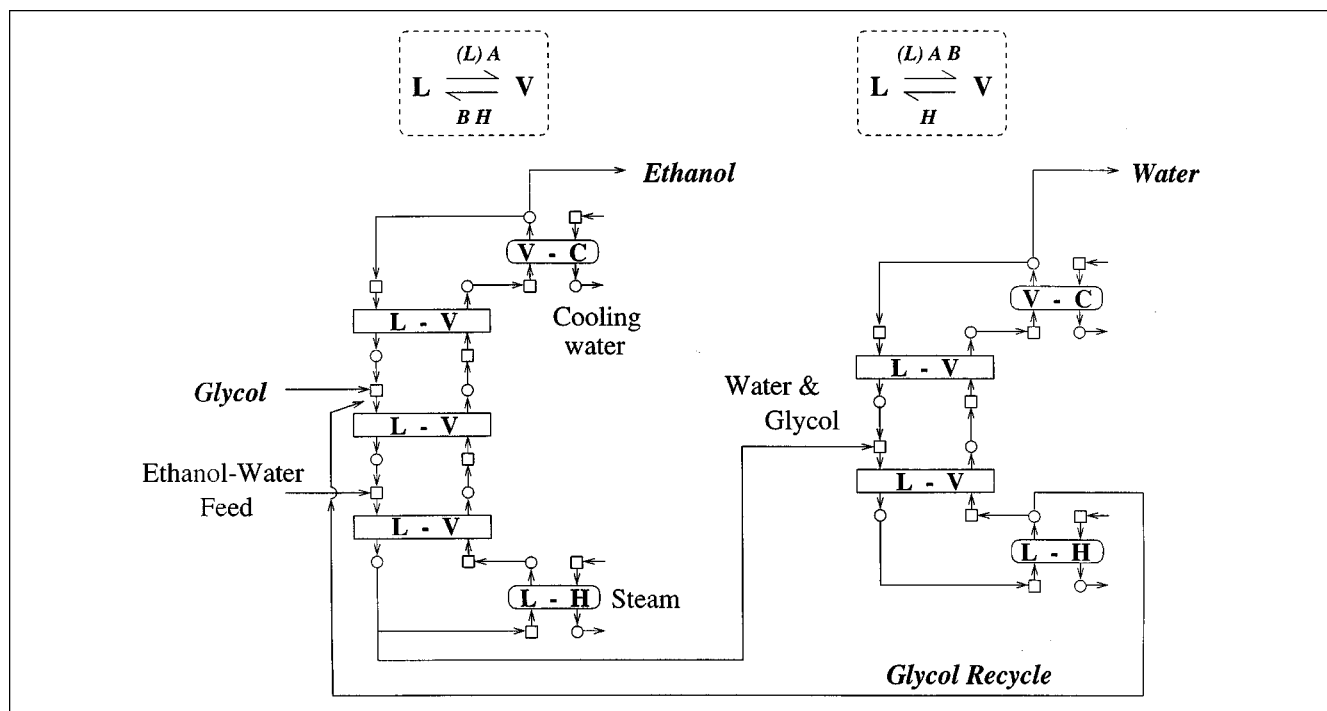 (L) A
L V
B H
(L) A B
L V
H
Ethanol
Water
V - C
V - C
L - V
Cooling
water
L - V
Water &
Glycol
Glycol
L - V
L - V
Ethanol-Water
Feed
L - V
L - H
L - H
Steam
Glycol Recycle